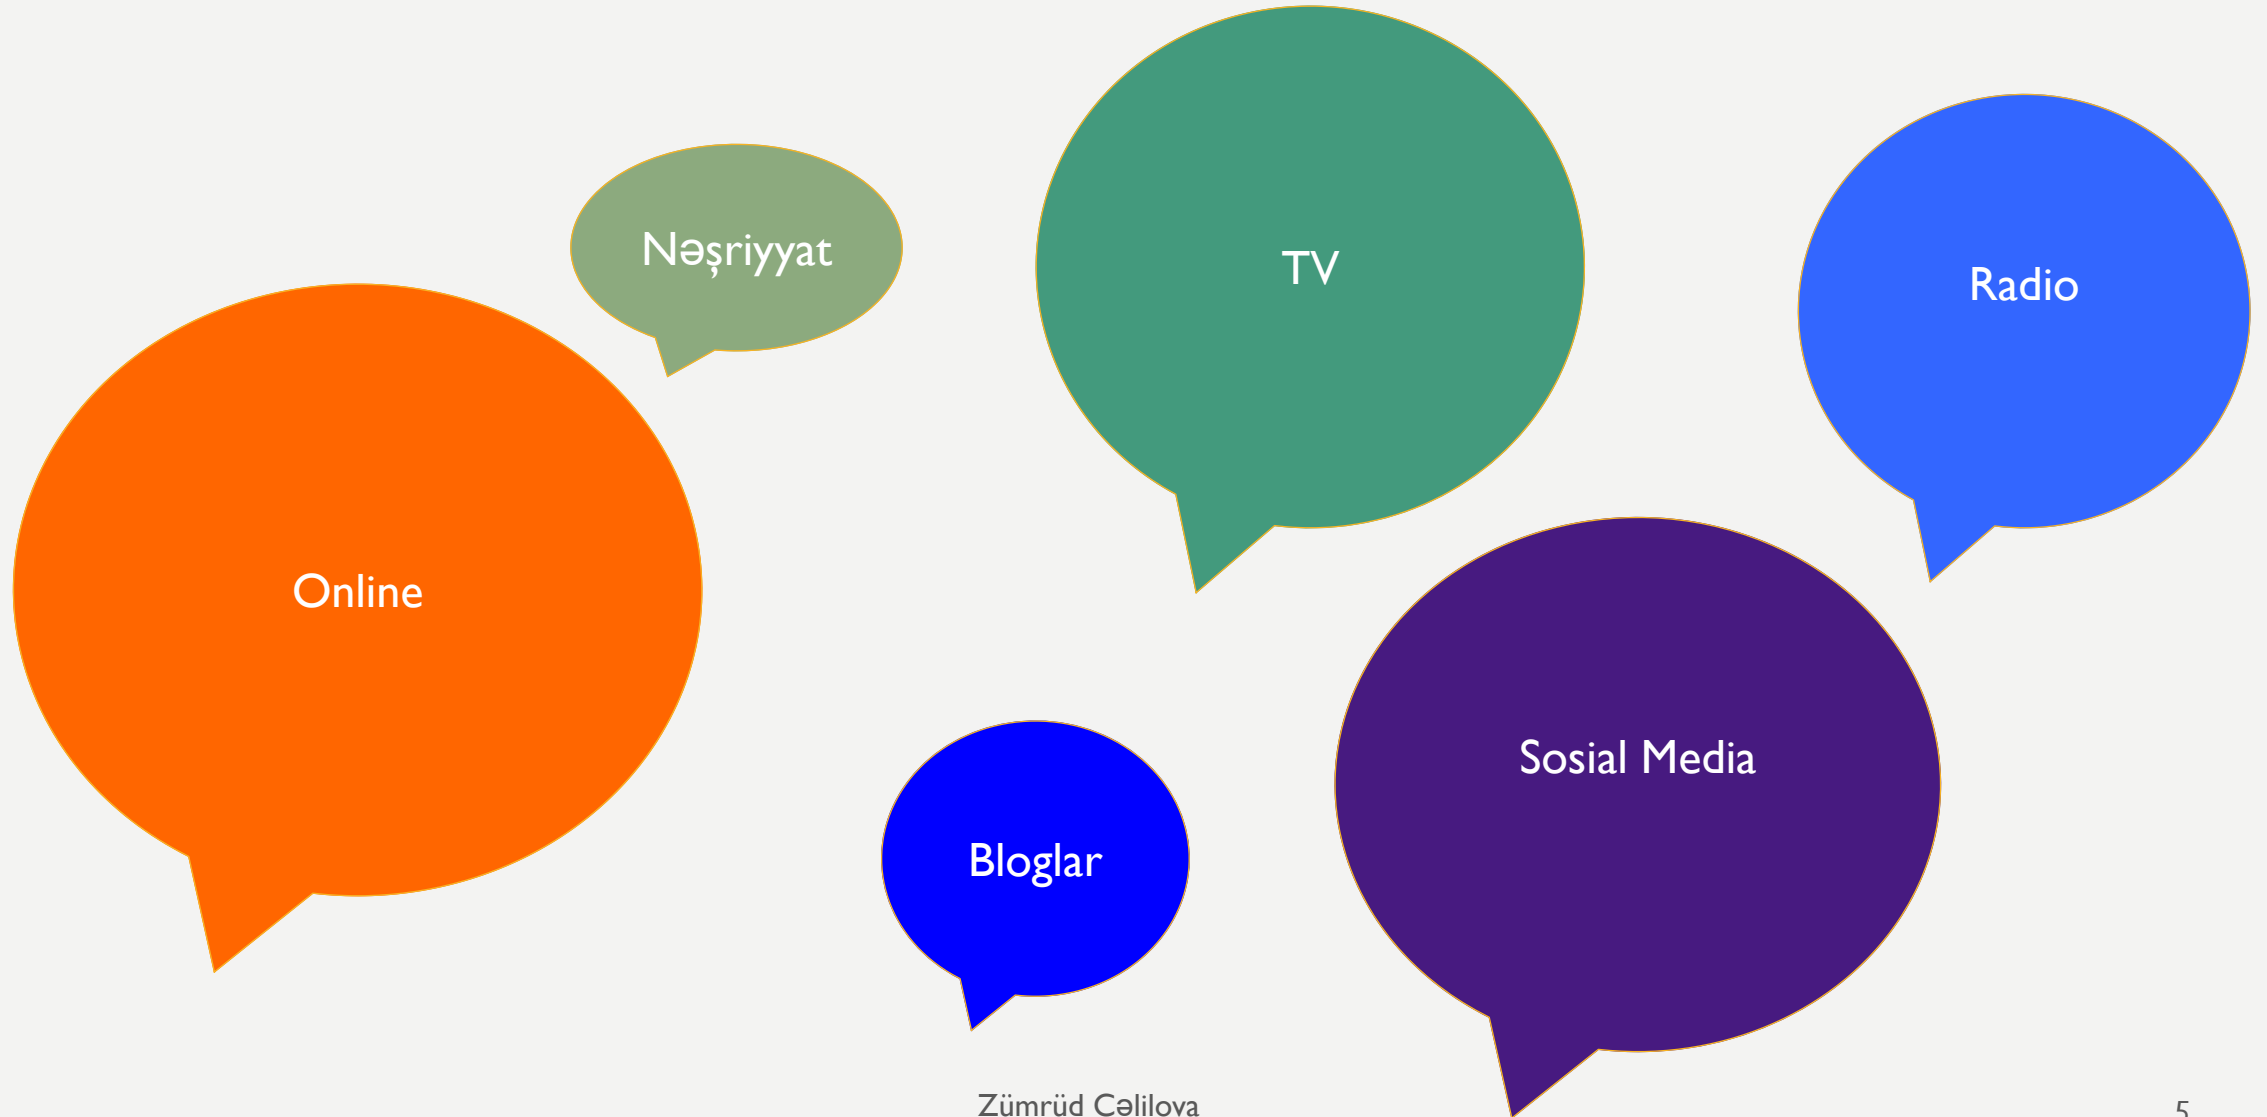 Nəşriyyat
TV
Radio
Online
Sosial Media
Bloglar
Zümrüd Cəlilova
5